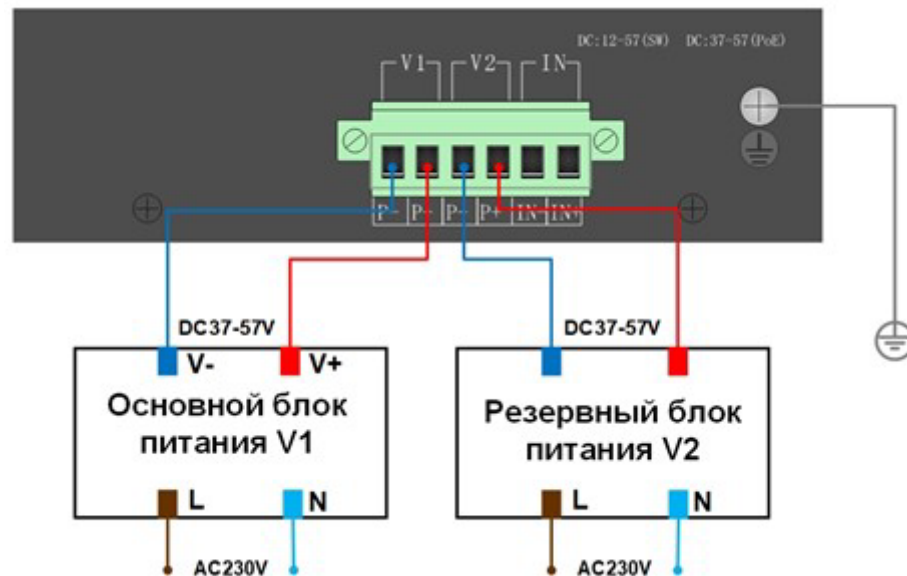 DC:12-57(SW) DC:37-57(PoE)
V1 V2 IN
P- P+ P- P+ IN- IN+
DC37-57V DC37-57V
V- V+
Основной блок
питания V1
Резервный блок
питания V2
L N L N
AC230V AC230V